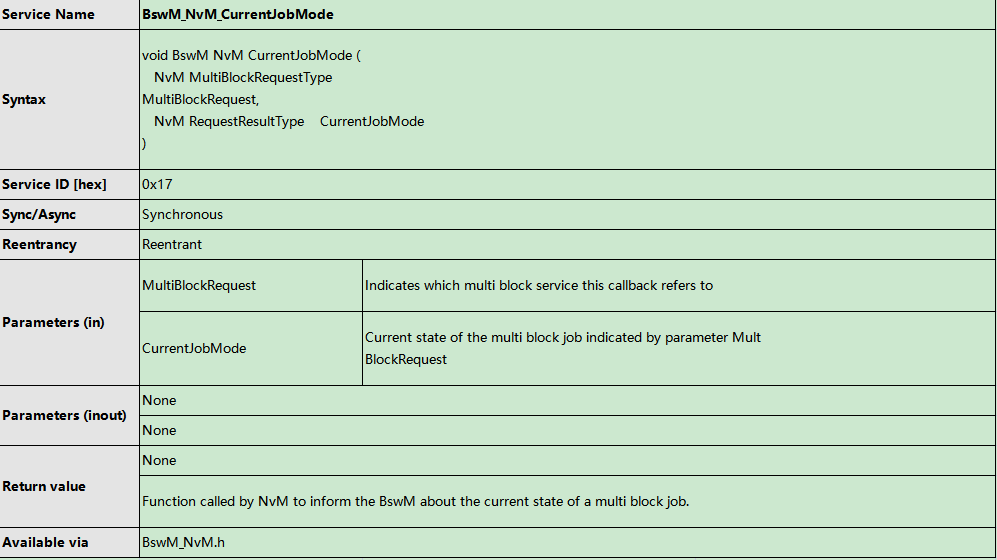 Service Name BswM_NvM_CurrentJobMode
Syntax
void BswM NvM CurrentJobMode (
NvM MultiBlockRequestType
MultiBlockRequest,
NvM RequestResultType CurrentJobMode
)
Service ID [hex] 0x17
Sync/Async Synchronous
Reentrancy Reentrant
Parameters (in)
MultiBlockRequest Indicates which multi block service this callback refers to
CurrentJobMode Current state of the multi block job indicated by parameter Mult
BlockRequest
Parameters (inout)
None
None
Return value
None
Function called by NvM to inform the BswM about the current state of a multi block job.
Available via BswM_NvM.h